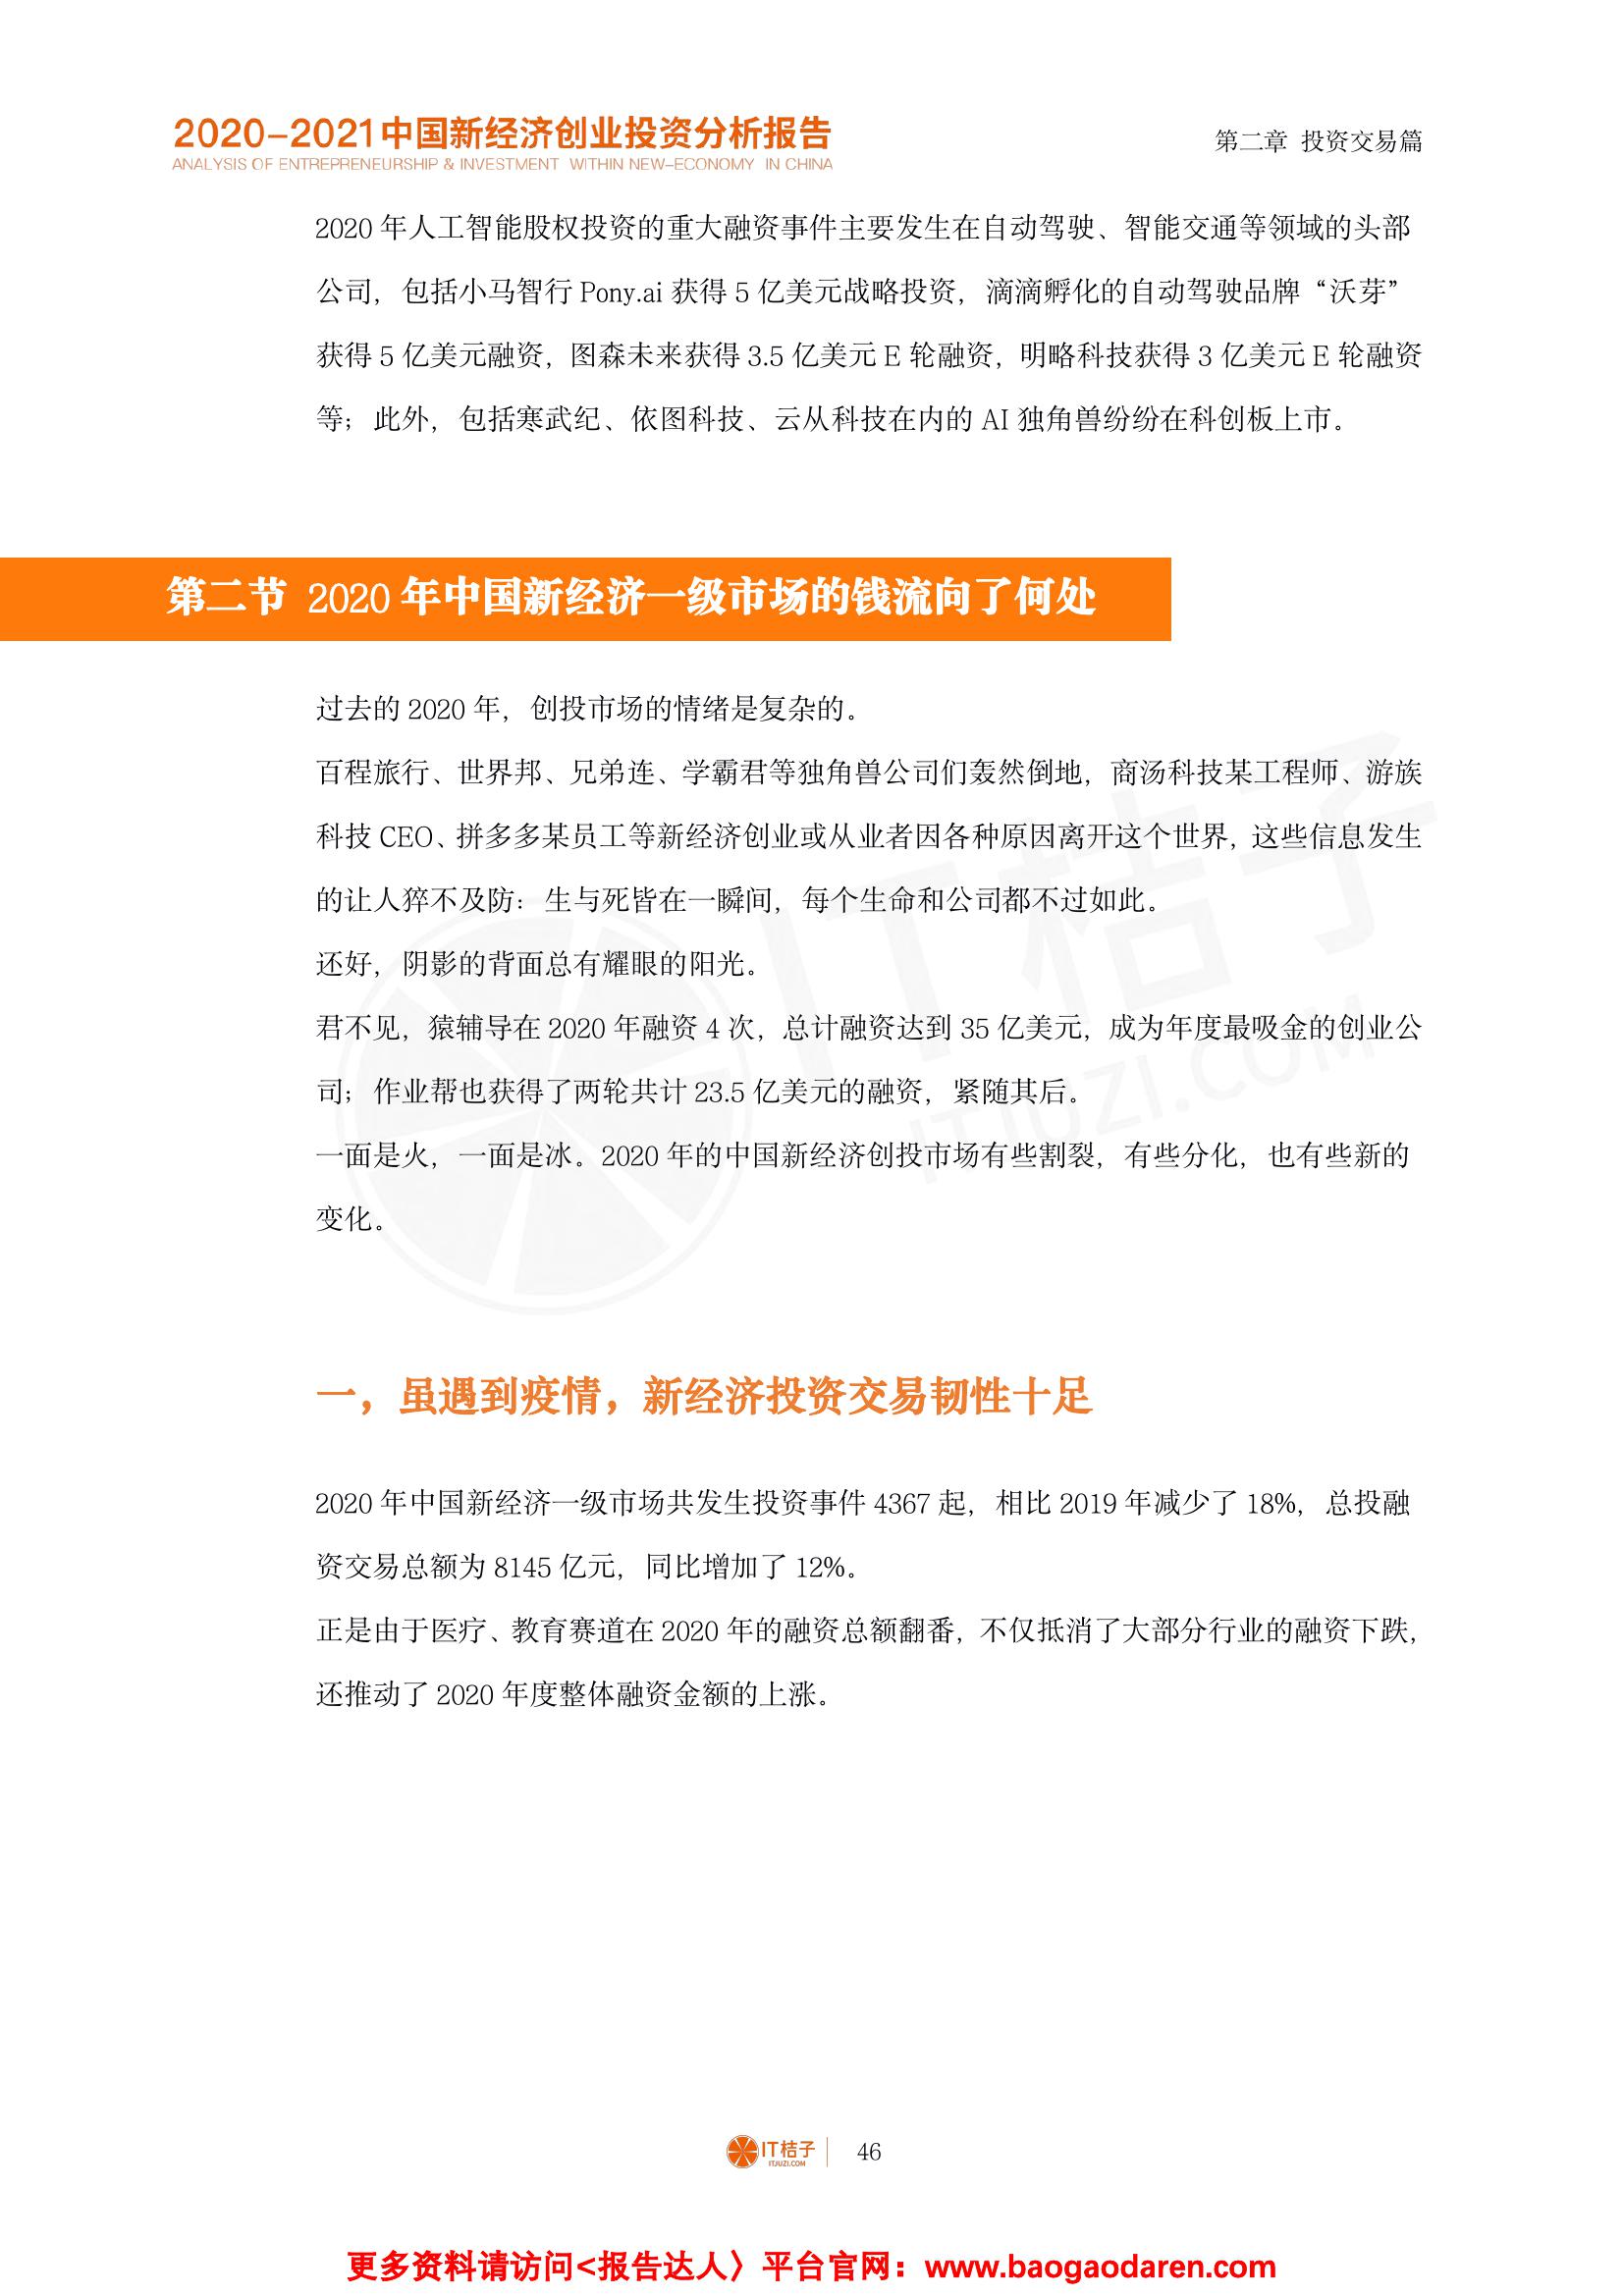 2020-2021中国新经济创业投资分析报告
ANALYSIS OF ENTREPRENEURSHIP & INVESTMENT WITHIN NEW-ECONOMY IN CHINA
第二章 投资交易篇
2020 年人工智能股权投资的重大融资事件主要发生在自动驾驶、智能交通等领域的头部
公司，包括小马智行 Pony.ai 获得 5 亿美元战略投资，滴滴孵化的自动驾驶品牌“沃芽”
获得 5 亿美元融资，图森未来获得 3.5 亿美元 E 轮融资，明略科技获得 3 亿美元 E 轮融资
等；此外，包括寒武纪、依图科技、云从科技在内的 AI 独角兽纷纷在科创板上市。
第二节 2020 年中国新经济一级市场的钱流向了何处
过去的 2020 年，创投市场的情绪是复杂的。
百程旅行、世界邦、兄弟连、学霸君等独角兽公司们轰然倒地，商汤科技某工程师、游族
科技 CEO、拼多多某员工等新经济创业或从业者因各种原因离开这个世界，这些信息发生
的让人猝不及防：生与死皆在一瞬间，每个生命和公司都不过如此。
还好，阴影的背面总有耀眼的阳光。
君不见，猿辅导在 2020 年融资 4 次，总计融资达到 35 亿美元，成为年度最吸金的创业公
司；作业帮也获得了两轮共计 23.5 亿美元的融资，紧随其后。
一面是火，一面是冰。2020 年的中国新经济创投市场有些割裂，有些分化，也有些新的
变化。
IT桔子
ITJUZI.COM
一，虽遇到疫情，新经济投资交易韧性十足
2020 年中国新经济一级市场共发生投资事件 4367 起，相比 2019 年减少了 18%，总投融
资交易总额为 8145 亿元，同比增加了 12%。
正是由于医疗、教育赛道在 2020 年的融资总额翻番，不仅抵消了大部分行业的融资下跌，
还推动了 2020 年度整体融资金额的上涨。
IT桔子
ITJUZI.COM
46
更多资料请访问<报告达人〉平台官网：www.baogaodaren.com